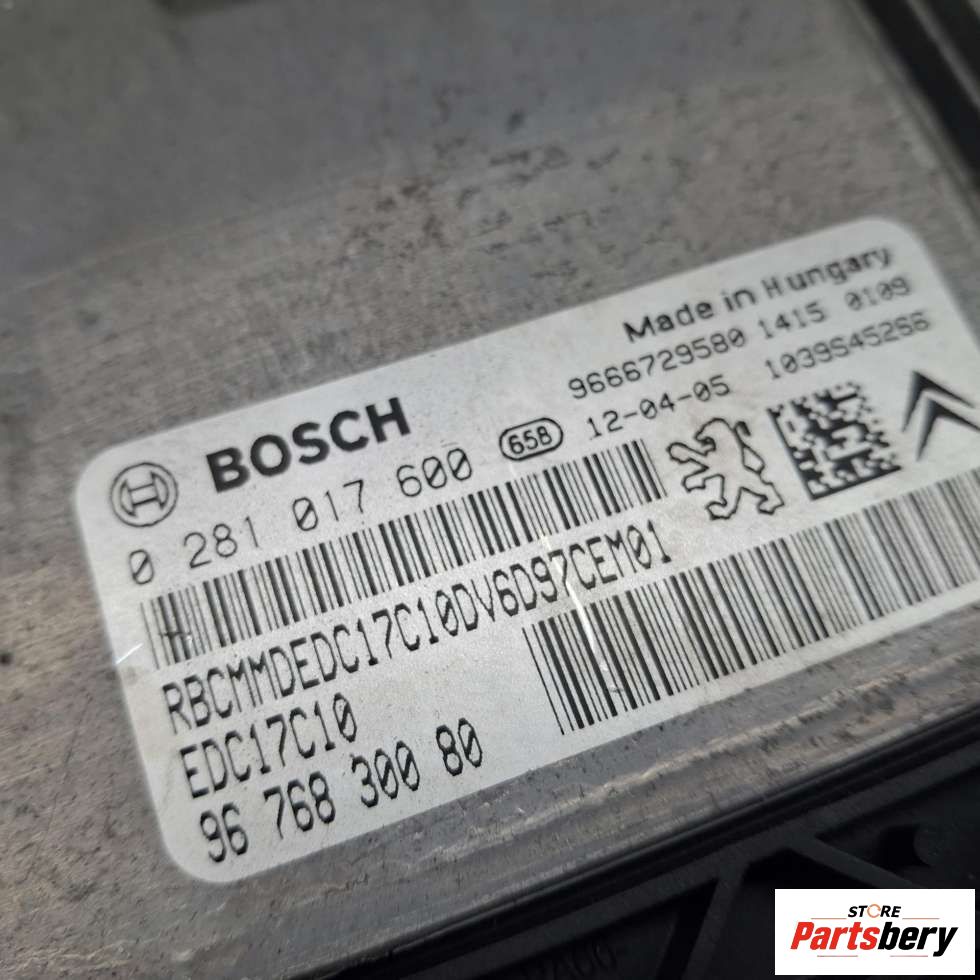 Made in Hungary
9666729580 1415 0109
BOSCH 658 12-04-05 1039S45266
0 281 017 600
RBCMMDEDC17C10DV6D97CEM01
EDC17C10
96 768 300 80
STORE
Partsbery